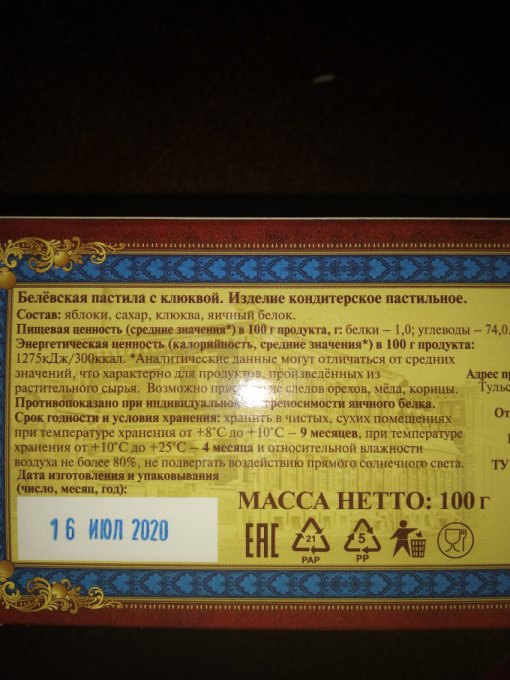 Белёвская пастила с клюквой. Изделие кондитерское пастильное.
Состав: яблоки, сахар, клюква, яичный белок.
Пищевая ценность (средние значения*) в 100 г продукта, г: белки – 1,0; углеводы – 74,0
Энергетическая ценность (калорийность, средние значения*) в 100 г продукта:
1275кДж/300ккал. *Аналитические данные могут отличаться от средних
значений, что характерно для продуктов, произведённых из
растительного сырья. Возможно следов орехов, мёда, корицы.
Противопоказано при индивидуальной яичного белка.
Срок годности и условия хранения: хранить в чистых, сухих помещениях
при температуре хранения от +8°С до +10°С – 9 месяцев, при температуре
хранения от +10°С до +25°С – 4 месяца и относительной влажности
воздуха не более 80%, не подвергать воздействию прямого солнечного света.
Дата изготовления и упаковывания
(число, месяц, год):
16 ИЮЛ 2020
МАССА НЕТТО: 100 г
ЕАС
21
PAP
5
PP
Адрес пр
Тульс
От
ТУ